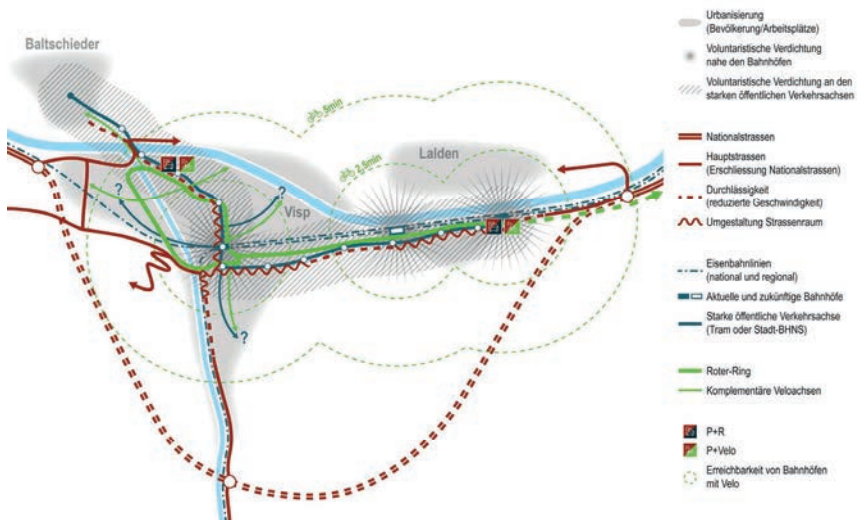 Baltschieder
5min
2.5min
Lalden
Visp
?
?
?
Urbanisierung
(Bevölkerung/Arbeitsplätze)
Voluntaristische Verdichtung
nahe den Bahnhöfen
Voluntaristische Verdichtung an den
starken öffentlichen Verkehrsachsen
Nationalstrassen
Hauptstrassen
(Erschliessung Nationalstrassen)
Durchlässigkeit
(reduzierte Geschwindigkeit)
Umgestaltung Strassenraum
Eisenbahnlinien
(national und regional)
Aktuelle und zukünftige Bahnhöfe
Starke öffentliche Verkehrsachse
(Tram oder Stadt-BHNS)
Roter-Ring
Komplementäre Veloachsen
P+R
P+Velo
Erreichbarkeit von Bahnhöfen
mit Velo